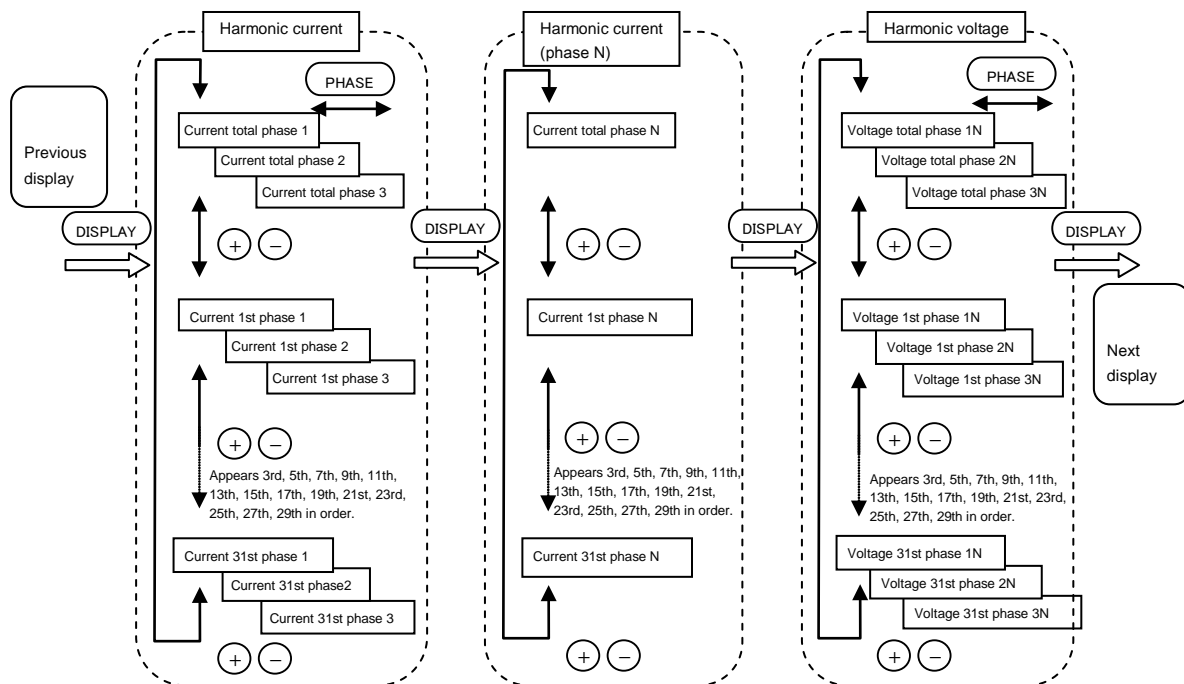 Harmonic current
PHASE
Previous
display
DISPLAY
Current total phase 1
Current total phase 2
Current total phase 3
+ −
Current 1st phase 1
Current 1st phase 2
Current 1st phase 3
+ −
Appears 3rd, 5th, 7th, 9th, 11th,
13th, 15th, 17th, 19th, 21st, 23rd,
25th, 27th, 29th in order.
Current 31st phase 1
Current 31st phase2
Current 31st phase 3
+ −
DISPLAY
Harmonic current
(phase N)
Current total phase N
+ −
Current 1st phase N
+ −
Appears 3rd, 5th, 7th, 9th, 11th,
13th, 15th, 17th, 19th, 21st,
23rd, 25th, 27th, 29th in order.
Current 31st phase N
+ −
DISPLAY
Harmonic voltage
PHASE
Voltage total phase 1N
Voltage total phase 2N
Voltage total phase 3N
+ −
Voltage 1st phase 1N
Voltage 1st phase 2N
Voltage 1st phase 3N
+ −
Appears 3rd, 5th, 7th, 9th, 11th,
13th, 15th, 17th, 19th, 21st, 23rd,
25th, 27th, 29th in order.
Voltage 31st phase 1N
Voltage 31st phase 2N
Voltage 31st phase 3N
+ −
DISPLAY
Next
display